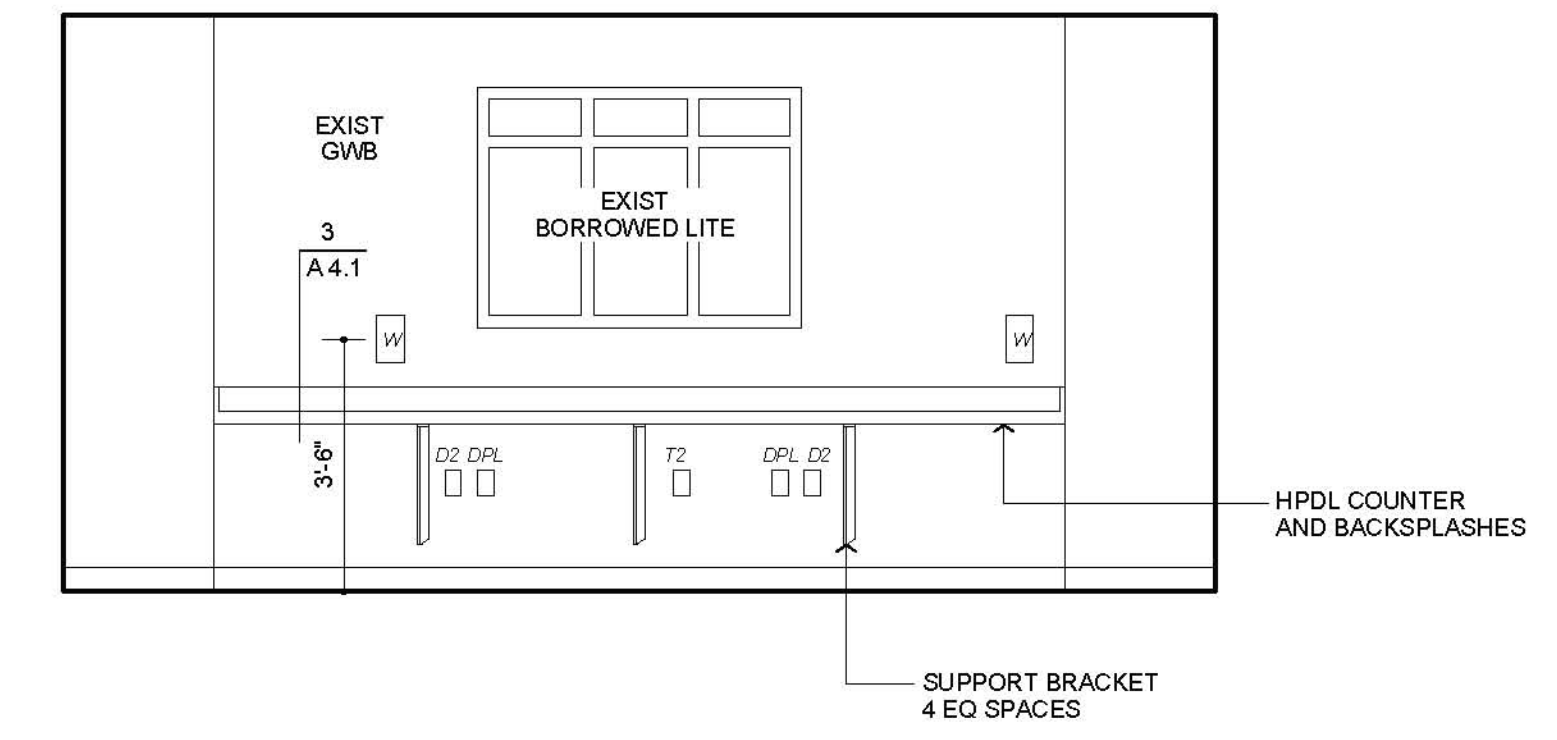 EXIST
GWB
EXIST
BORROWED LITE
3
A 4.1
W
W
3'-6"
D2 DPL
T2
DPL D2
HPDL COUNTER
AND BACKSPLASHES
SUPPORT BRACKET
4 EQ SPACES